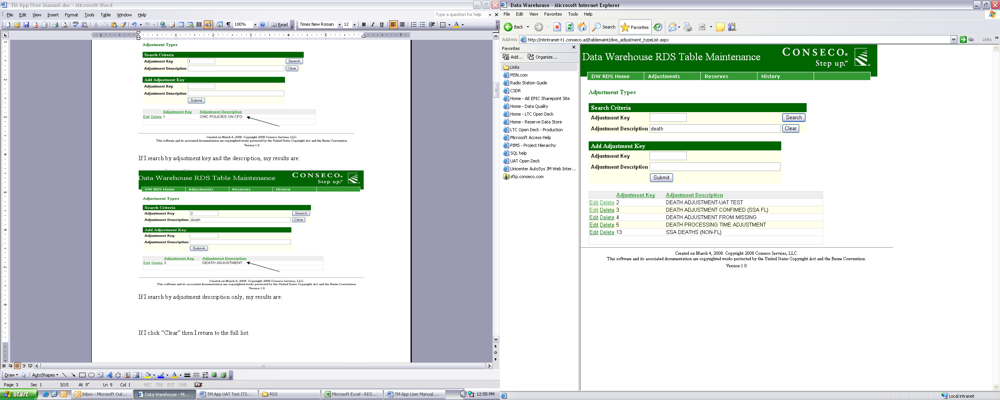 TM App User Manual.doc - Microsoft Word
File Edit View Insert Format Tools Table Window Help
Type a question for help
100% Read Times New Roman 12 B I U
Adjustment Types
Search Criteria
Adjustment Key 1 Search
Adjustment Description Clear
Add Adjustment Key
Adjustment Key
Adjustment Description
Submit
Adjustment Key Adjustment Description
Edit Delete 1 CHIC POLICIES ON CFO
Created on March 4, 2008. Copyright 2008 Conseco Services, LLC.
This software and its associated documentation are copyrighted works protected by the United States Copyright Act and the Berne Convention.
Version 1.0
If I search by adjustment key and the description, my results are:
Data Warehouse RDS Table Maintenance
CONSECO®
Step up.℠
DW RDS Home Adjustments Reserves History
Adjustment Types
Search Criteria
Adjustment Key 2 Search
Adjustment Description death Clear
Add Adjustment Key
Adjustment Key
Adjustment Description
Submit
Adjustment Key Adjustment Description
Edit Delete 2 DEATH ADJUSTMENT
Created on March 4, 2008. Copyright 2008 Conseco Services, LLC.
This software and its associated documentation are copyrighted works protected by the United States Copyright Act and the Berne Convention.
Version 1.0
If I search by adjustment description only, my results are:
If I click “Clear” then I return to the full list.
Draw AutoShapes
Page 3 Sec 1 3/15 At 9" Ln 9 Col 1 REC TRK EXT OVR
start Inbox - Microsoft Out... Data Warehouse - Mi... TM App UAT Test ITS... RDS Microsoft Excel - RDS... TM App User Manual.... 12:55 PM
Data Warehouse - Microsoft Internet Explorer
File Edit View Favorites Tools Help
Back Search Favorites
Address http://ntintranet-t1.conseco.ad/tablemaint/dws_adjustment_typeList.aspx Go Links
Favorites
Add... Organize...
Links
MSN.com
Radio Station Guide
CSDR
Home - AE EPIC Sharepoint Site
Home - Data Quality
Home - LTC Open Deck
Home - Reserve Data Store
LTC Open Deck - Production
Microsoft Access Help
PIMS - Project Hierarchy
SQL help
UAT Open Deck
Unicenter AutoSys JM Web Inter...
sftp.conseco.com
Data Warehouse RDS Table Maintenance
CONSECO®
Step up.℠
DW RDS Home Adjustments Reserves History
Adjustment Types
Search Criteria
Adjustment Key Search
Adjustment Description death Clear
Add Adjustment Key
Adjustment Key
Adjustment Description
Submit
Adjustment Key Adjustment Description
Edit Delete 2 DEATH ADJUSTMENT-UAT TEST
Edit Delete 3 DEATH ADJUSTMENT CONFIMED (SSA FL)
Edit Delete 4 DEATH ADJUSTMENT FROM MISSING
Edit Delete 5 DEATH PROCESSING TIME ADJUSTMENT
Edit Delete 13 SSA DEATHS (NON-FL)
Created on March 4, 2008. Copyright 2008 Conseco Services, LLC.
This software and its associated documentation are copyrighted works protected by the United States Copyright Act and the Berne Convention.
Version 1.0
Local intranet